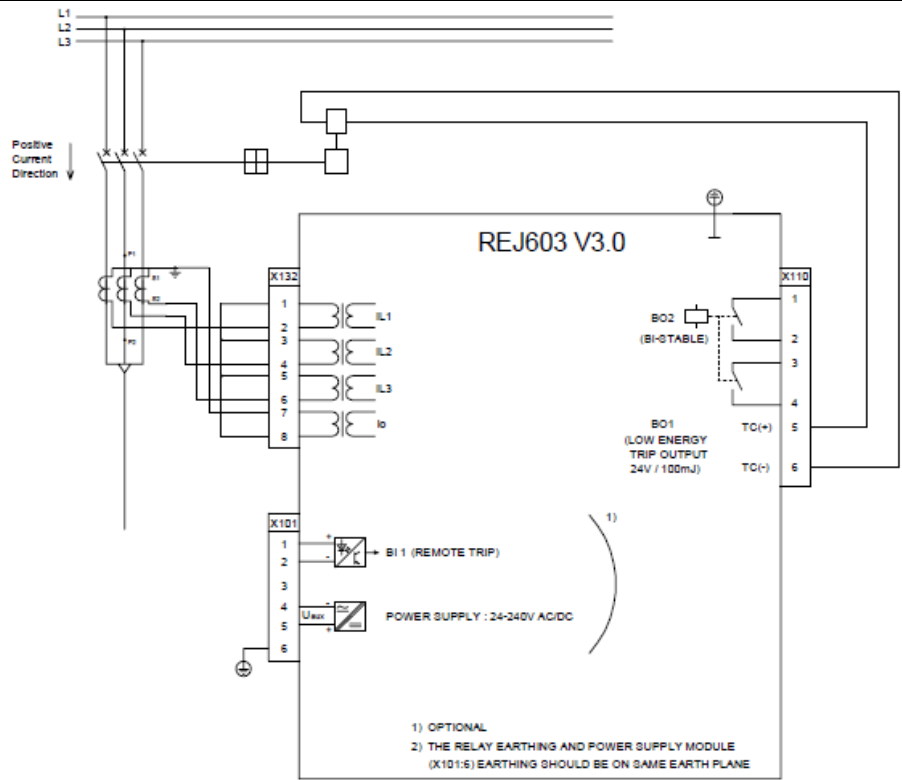 L1
L2
L3
Positive
Current
Direction
REJ603 V3.0
P1
S1
S2
P2
X132
1
2
3
4
5
6
7
8
IL1
IL2
IL3
Io
X110
1
2
3
4
5
6
BO2
(BI-STABLE)
BO1
(LOW ENERGY
TRIP OUTPUT
24V / 100mJ)
TC(+)
TC(-)
X101
1
2
3
4
5
6
+
-
BI 1 (REMOTE TRIP)
1)
-
Uaux
+
POWER SUPPLY : 24-240V AC/DC
1) OPTIONAL
2) THE RELAY EARTHING AND POWER SUPPLY MODULE
(X101:6) EARTHING SHOULD BE ON SAME EARTH PLANE